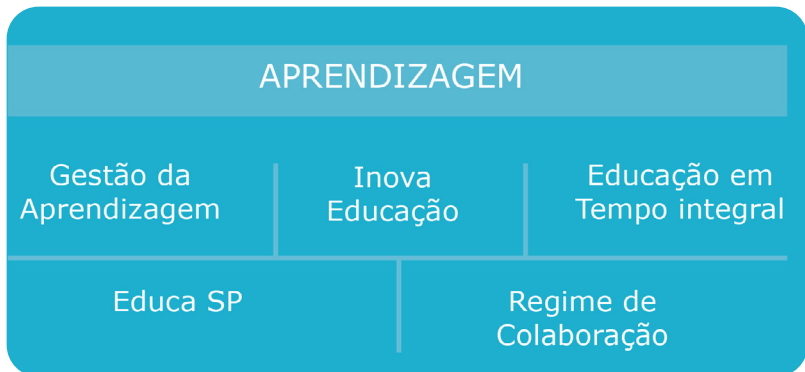 APRENDIZAGEM
Gestão da
Aprendizagem
Inova
Educação
Educação em
Tempo integral
Educa SP
Regime de
Colaboração